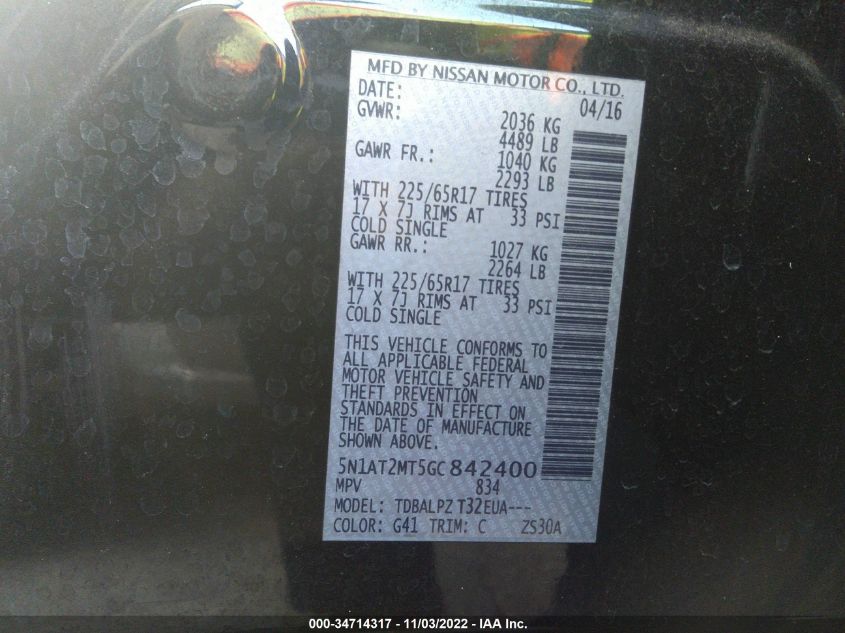 MFD BY NISSAN MOTOR CO., LTD.
DATE: 04/16
GVWR: 2036 KG
4489 LB
GAWR FR.: 1040 KG
2293 LB
WITH 225/65R17 TIRES
17 X 7J RIMS AT 33 PSI
COLD SINGLE
GAWR RR.: 1027 KG
2264 LB
WITH 225/65R17 TIRES
17 X 7J RIMS AT 33 PSI
COLD SINGLE
THIS VEHICLE CONFORMS TO
ALL APPLICABLE FEDERAL
MOTOR VEHICLE SAFETY AND
THEFT PREVENTION
STANDARDS IN EFFECT ON
THE DATE OF MANUFACTURE
SHOWN ABOVE.
5N1AT2MT5GC842400
MPV 834
MODEL: TDBALPZ T32EUA---
COLOR: G41 TRIM: C ZS30A
000-34714317 - 11/03/2022 - IAA Inc.